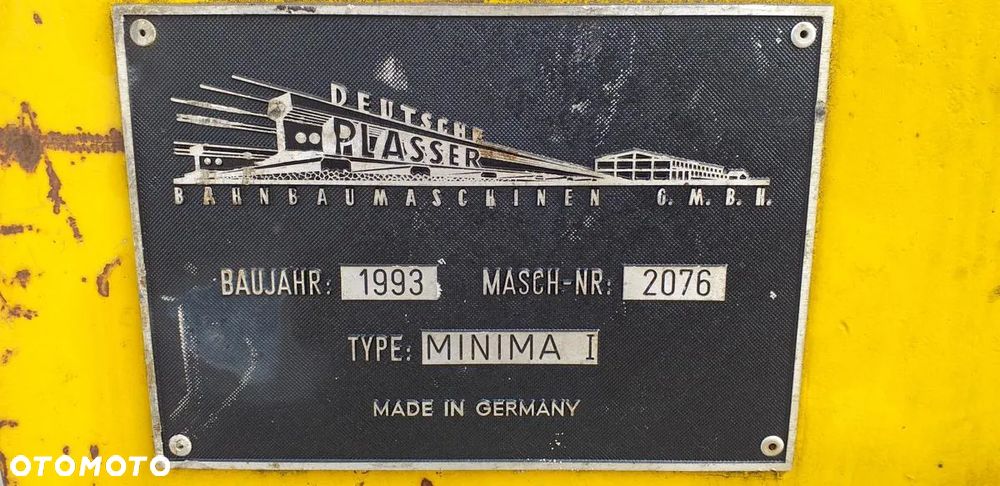 DEUTSCHE
PLASSER
BAHNBAUMASCHINEN G.M.B.H.
BAUJAHR: 1993 MASCH-NR: 2076
TYPE: MINIMA I
MADE IN GERMANY
OTOMOTO